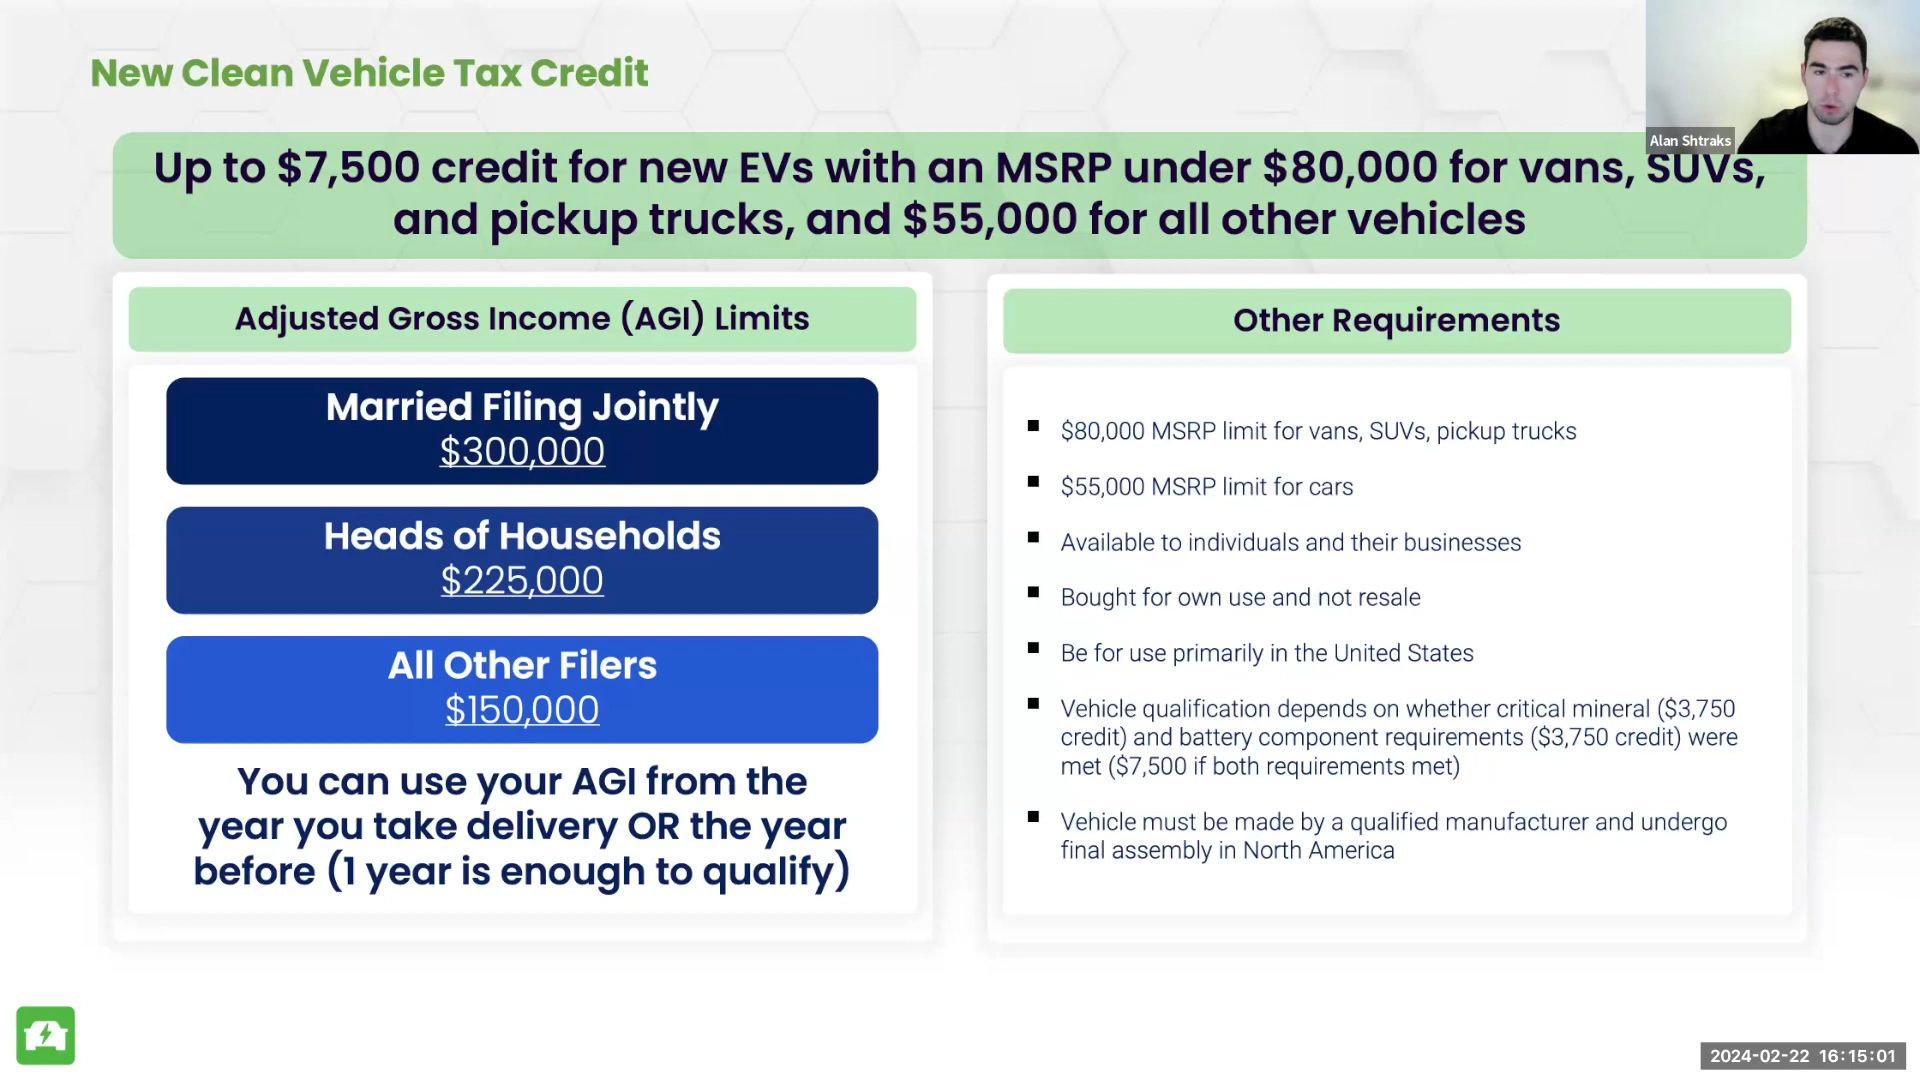 New Clean Vehicle Tax Credit
Alan Shtraks
Up to $7,500 credit for new EVs with an MSRP under $80,000 for vans, SUVs,
and pickup trucks, and $55,000 for all other vehicles
Adjusted Gross Income (AGI) Limits
Married Filing Jointly
$300,000
Heads of Households
$225,000
All Other Filers
$150,000
You can use your AGI from the
year you take delivery OR the year
before (1 year is enough to qualify)
Other Requirements
$80,000 MSRP limit for vans, SUVs, pickup trucks
$55,000 MSRP limit for cars
Available to individuals and their businesses
Bought for own use and not resale
Be for use primarily in the United States
Vehicle qualification depends on whether critical mineral ($3,750
credit) and battery component requirements ($3,750 credit) were
met ($7,500 if both requirements met)
Vehicle must be made by a qualified manufacturer and undergo
final assembly in North America
2024-02-22 16:15:01